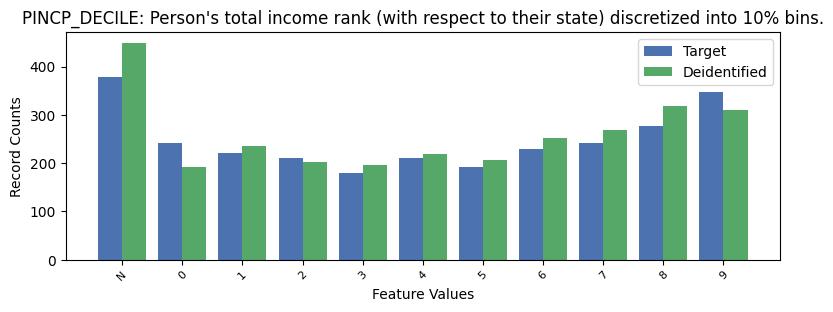 PINCP_DECILE: Person's total income rank (with respect to their state) discretized into 10% bins.
Target
Deidentified
Record Counts
400
300
200
100
0
N 0 1 2 3 4 5 6 7 8 9
Feature Values